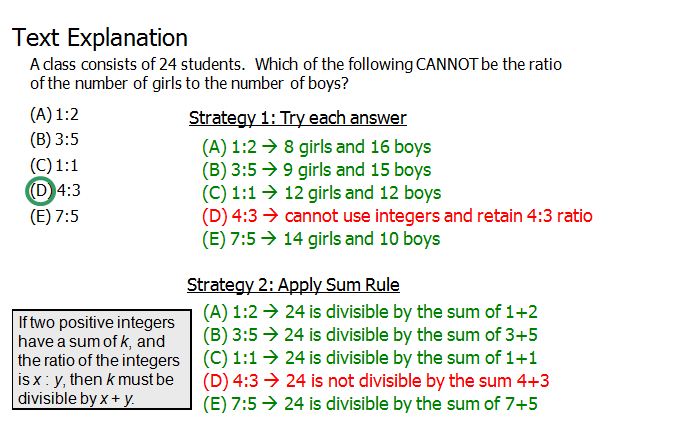 Text Explanation
A class consists of 24 students. Which of the following CANNOT be the ratio
of the number of girls to the number of boys?
(A) 1:2
(B) 3:5
(C) 1:1
(D) 4:3
(E) 7:5
Strategy 1: Try each answer
(A) 1:2 → 8 girls and 16 boys
(B) 3:5 → 9 girls and 15 boys
(C) 1:1 → 12 girls and 12 boys
(D) 4:3 → cannot use integers and retain 4:3 ratio
(E) 7:5 → 14 girls and 10 boys
Strategy 2: Apply Sum Rule
If two positive integers
have a sum of k, and
the ratio of the integers
is x : y, then k must be
divisible by x + y.
(A) 1:2 → 24 is divisible by the sum of 1+2
(B) 3:5 → 24 is divisible by the sum of 3+5
(C) 1:1 → 24 is divisible by the sum of 1+1
(D) 4:3 → 24 is not divisible by the sum 4+3
(E) 7:5 → 24 is divisible by the sum of 7+5